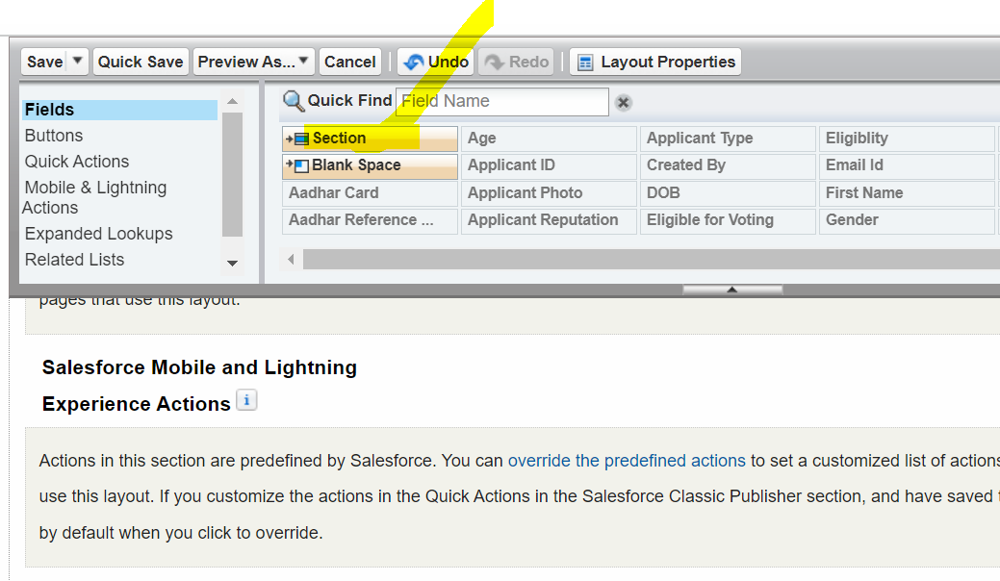 Save Quick Save Preview As... Cancel Undo Redo Layout Properties
Fields
Buttons
Quick Actions
Mobile & Lightning
Actions
Expanded Lookups
Related Lists
Quick Find Field Name
Section Age Applicant Type Eligiblity
Blank Space Applicant ID Created By Email Id
Aadhar Card Applicant Photo DOB First Name
Aadhar Reference ... Applicant Reputation Eligible for Voting Gender
pages that use this layout.
Salesforce Mobile and Lightning
Experience Actions i
Actions in this section are predefined by Salesforce. You can override the predefined actions to set a customized list of actions
use this layout. If you customize the actions in the Quick Actions in the Salesforce Classic Publisher section, and have saved
by default when you click to override.